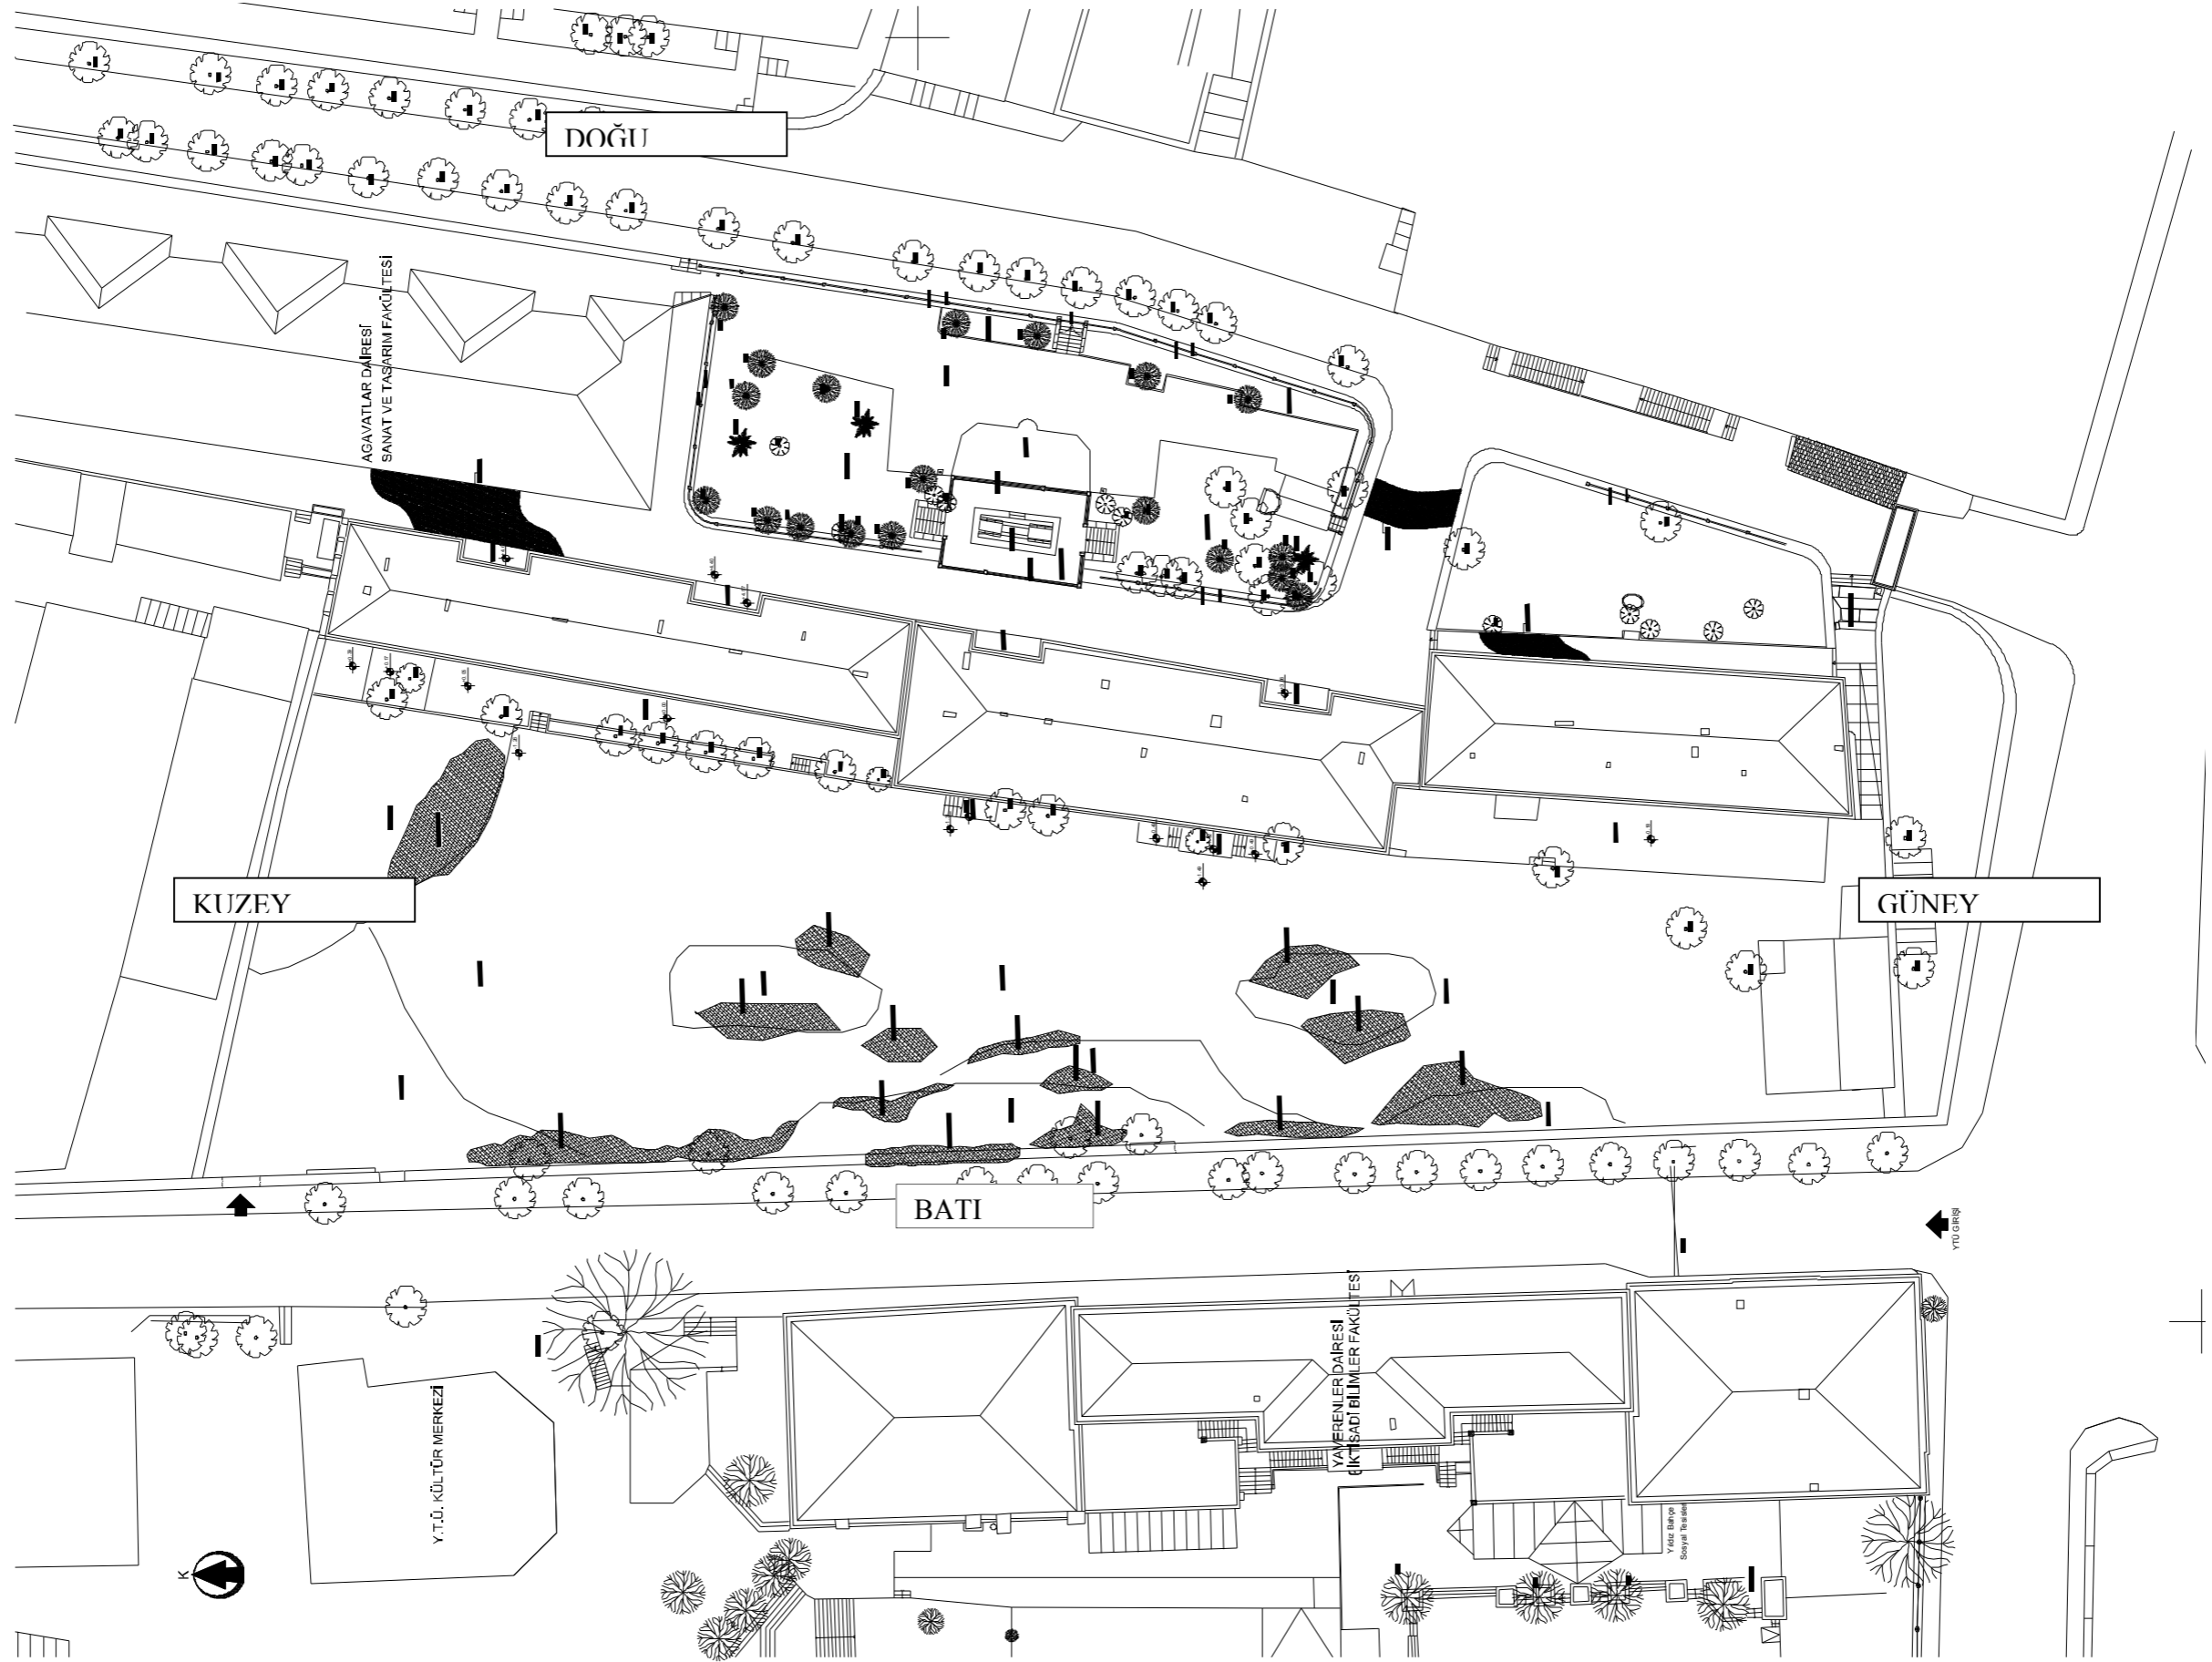 DOĞU
AGAVATLAR DAİRESİ
SANAT VE TASARIM FAKÜLTESİ
KUZEY
GÜNEY
BATI
YTÜ GİRİŞİ
YAVERENLER DAİRESİ
İKTİSADİ BİLİMLER FAKÜLTESİ
Y.T.Ü. KÜLTÜR MERKEZİ
Yıldız Bahçe
Sosyal Tesisleri
K